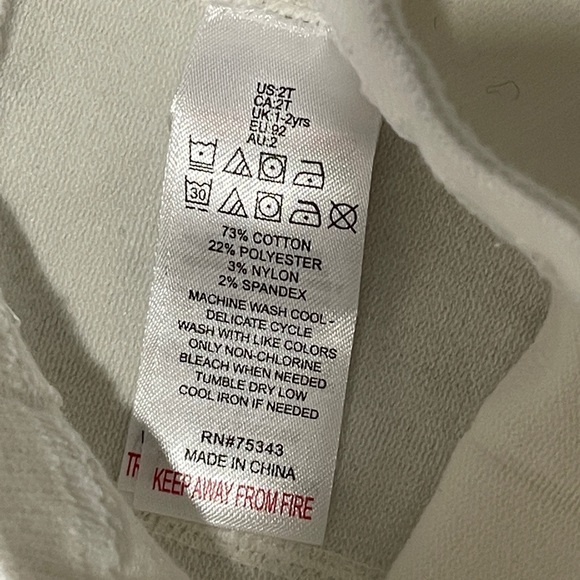 US:2T
CA:2T
UK:1-2yrs
EU:92
AU:2
30
73% COTTON
22% POLYESTER
3% NYLON
2% SPANDEX
MACHINE WASH COOL-
DELICATE CYCLE
WASH WITH LIKE COLORS
ONLY NON-CHLORINE
BLEACH WHEN NEEDED
TUMBLE DRY LOW
COOL IRON IF NEEDED
RN#75343
MADE IN CHINA
KEEP AWAY FROM FIRE